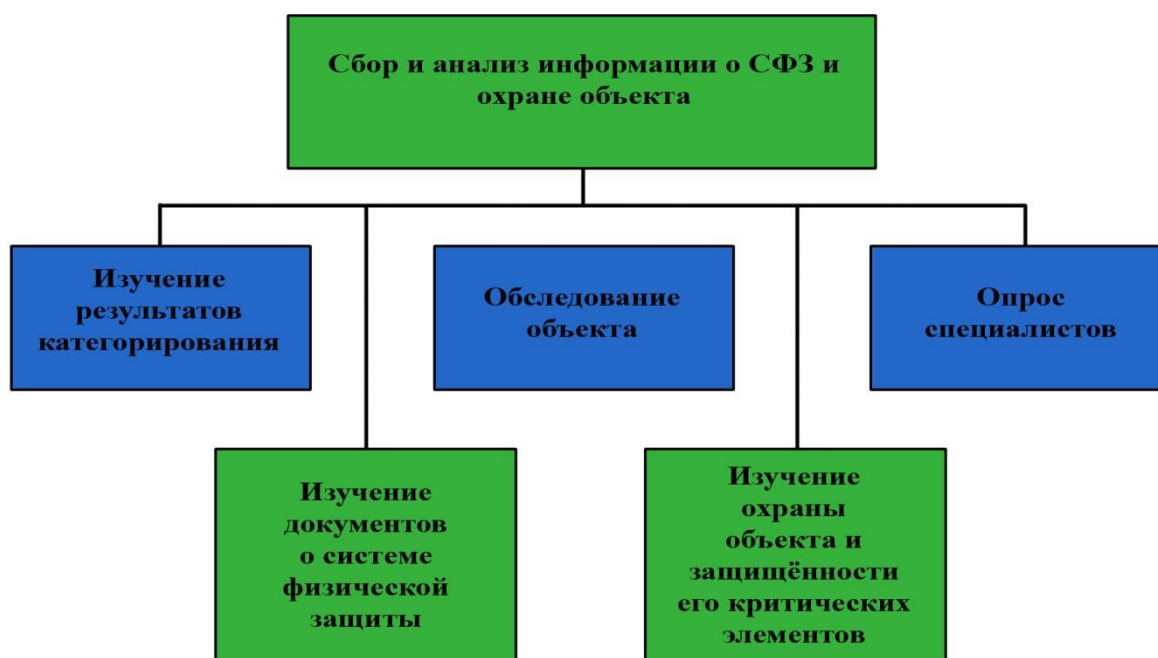 Сбор и анализ информации о СФЗ и
охране объекта
Изучение
результатов
категорирования
Обследование
объекта
Опрос
специалистов
Изучение
документов
о системе
физической
защиты
Изучение
охраны
объекта и
защищённости
его критических
элементов